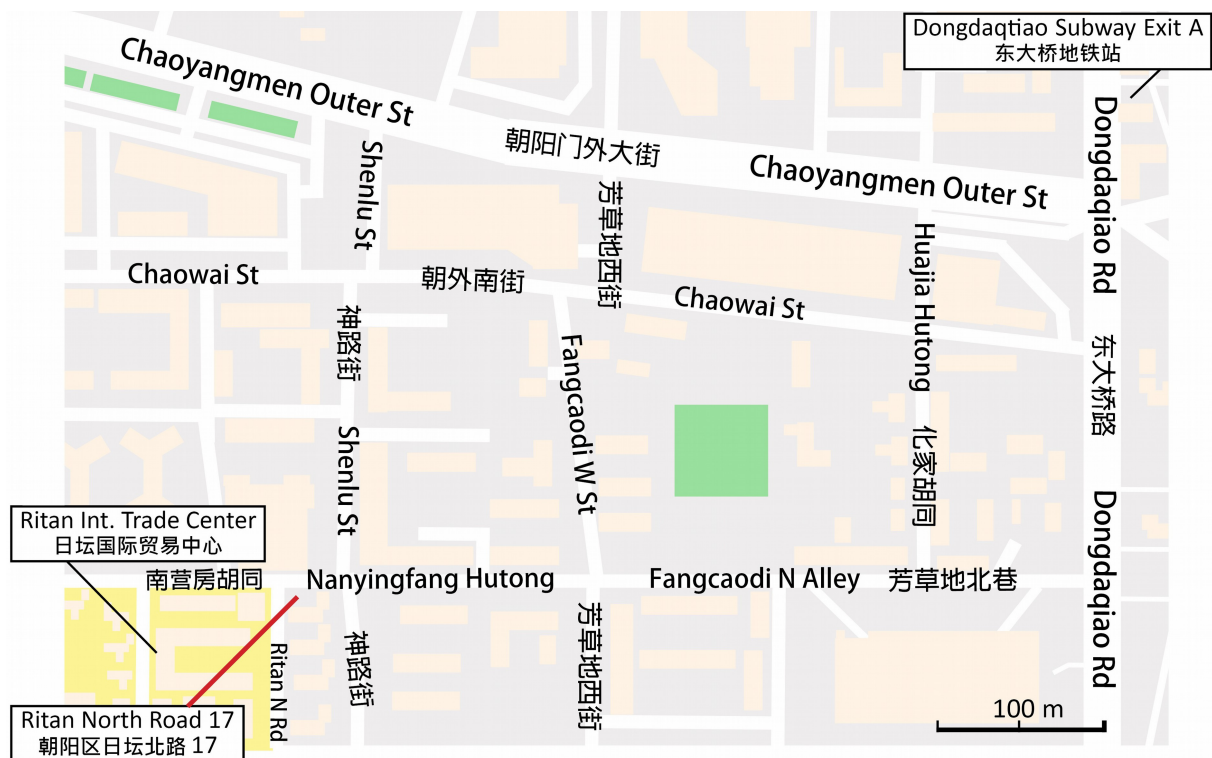 Dongdaqtiao Subway Exit A
东大桥地铁站
Chaoyangmen Outer St
朝阳门外大街
Chaoyangmen Outer St
Dongdaqiao Rd
Shenlu St
芳草地西街
Huajia Hutong
Chaowai St
朝外南街
Chaowai St
神路街
Fangcaodi W St
东大桥路
Shenlu St
化家胡同
Dongdaqiao Rd
Ritan Int. Trade Center
日坛国际贸易中心
南营房胡同
Nanyingfang Hutong
Fangcaodi N Alley
芳草地北巷
Ritan N Rd
神路街
芳草地西街
Ritan North Road 17
朝阳区日坛北路 17
100 m